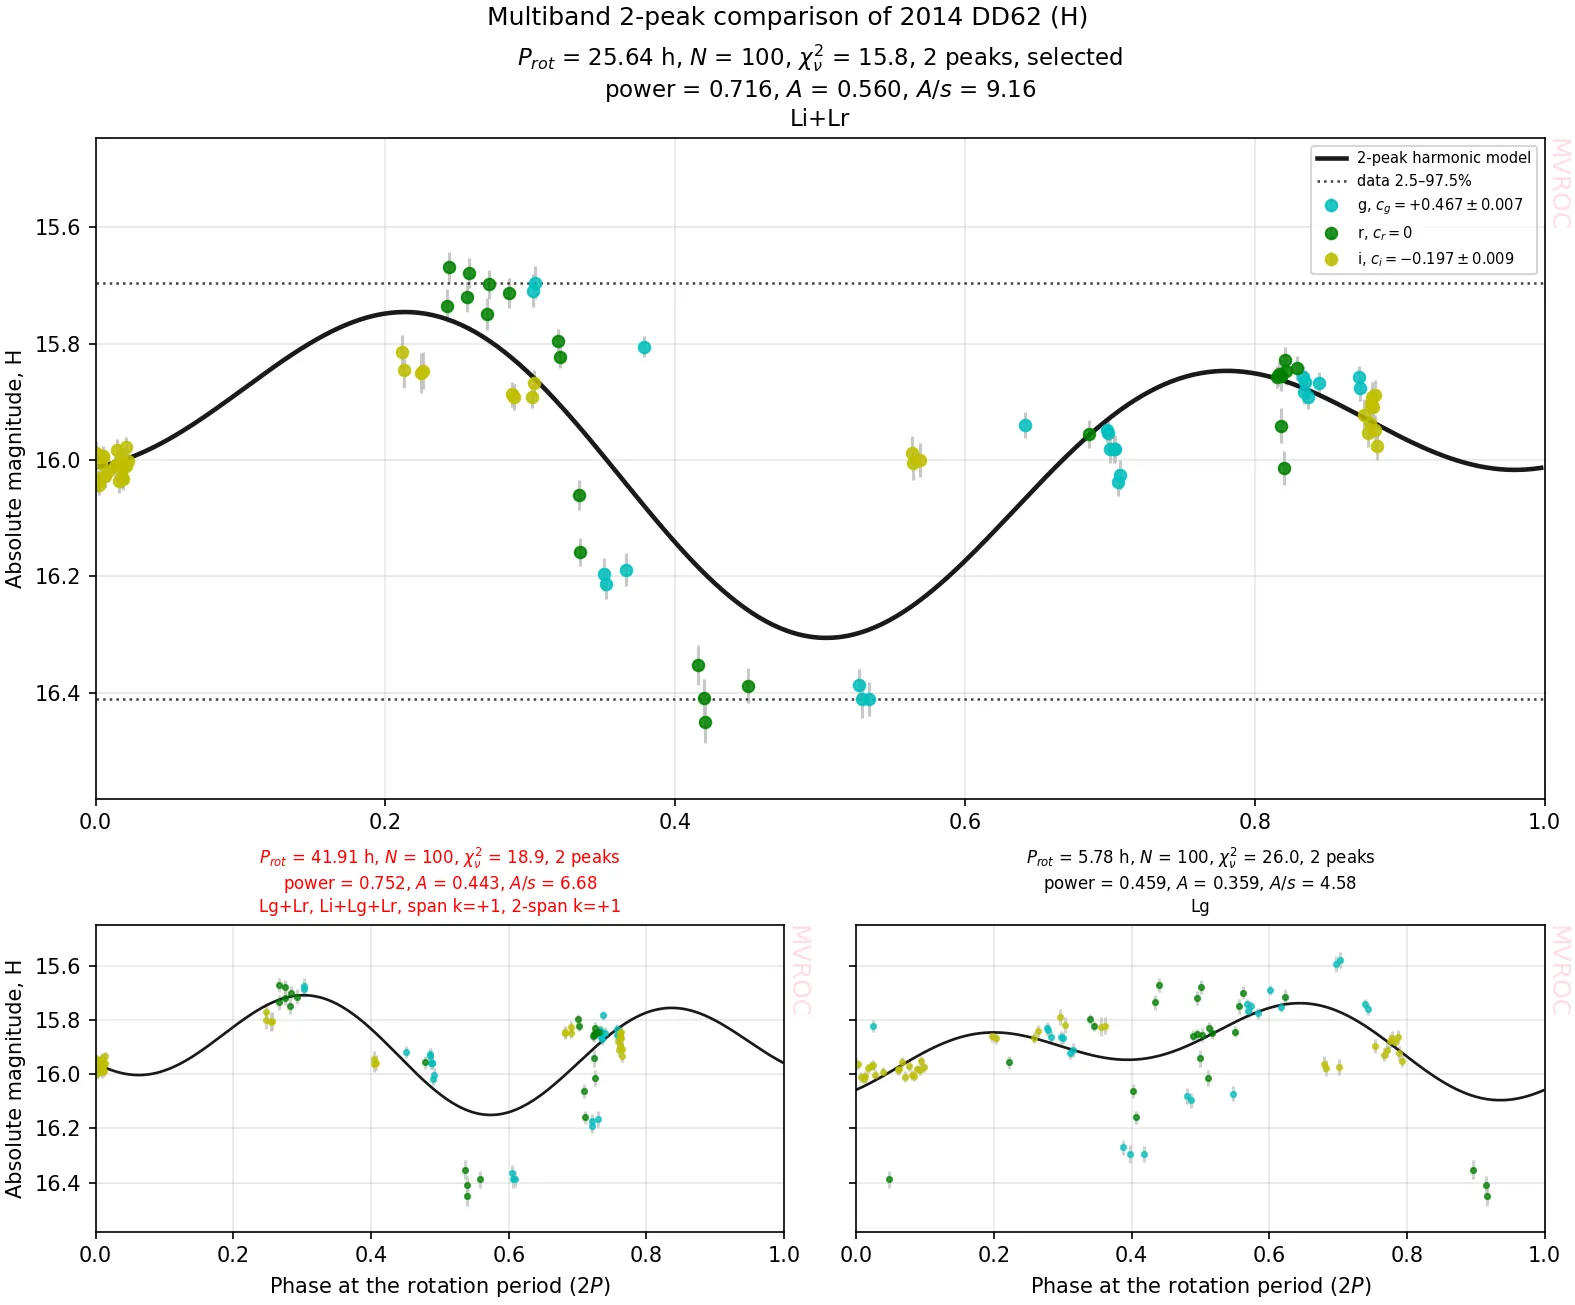 Multiband 2-peak comparison of 2014 DD62 (H)
P_rot = 25.64 h, N = 100, χ²_ν = 15.8, 2 peaks, selected
power = 0.716, A = 0.560, A/s = 9.16
Li+Lr
2-peak harmonic model
data 2.5–97.5%
g, c_g = +0.467 ± 0.007
r, c_r = 0
i, c_i = −0.197 ± 0.009
MVROC
Absolute magnitude, H
15.6
15.8
16.0
16.2
16.4
0.0 0.2 0.4 0.6 0.8 1.0
P_rot = 41.91 h, N = 100, χ²_ν = 18.9, 2 peaks
power = 0.752, A = 0.443, A/s = 6.68
Lg+Lr, Li+Lg+Lr, span k=+1, 2-span k=+1
MVROC
Absolute magnitude, H
15.6
15.8
16.0
16.2
16.4
0.0 0.2 0.4 0.6 0.8 1.0
Phase at the rotation period (2P)
P_rot = 5.78 h, N = 100, χ²_ν = 26.0, 2 peaks
power = 0.459, A = 0.359, A/s = 4.58
Lg
MVROC
0.0 0.2 0.4 0.6 0.8 1.0
Phase at the rotation period (2P)